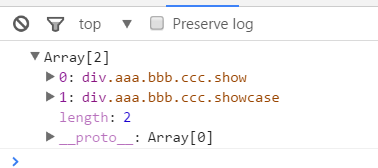 top Preserve log
Array[2]
0: div.aaa.bbb.ccc.show
1: div.aaa.bbb.ccc.showcase
length: 2
__proto__: Array[0]